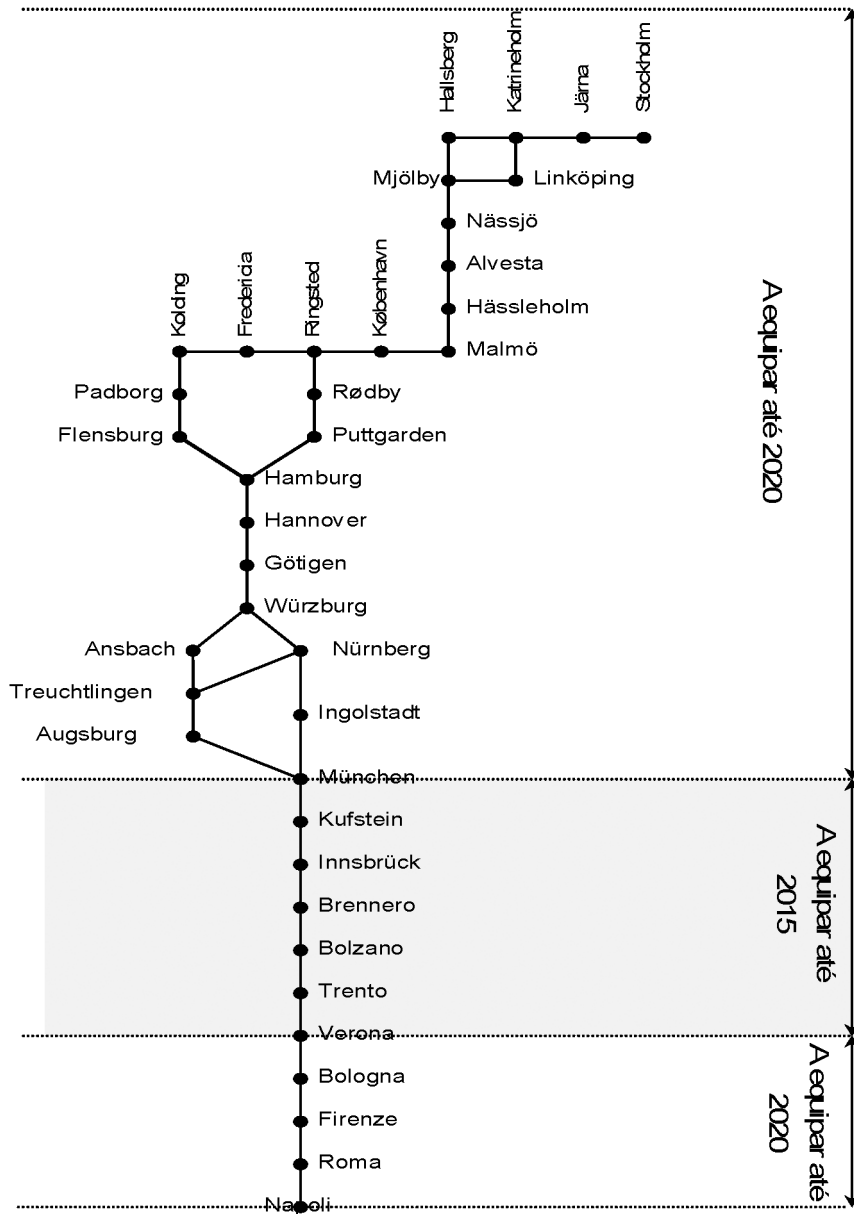 Hallsberg
Katrineholm
Järna
Stockholm
Mjölby
Linköping
Nässjö
Alvesta
Hässleholm
Malmö
Kolding
Fredericia
Ringsted
København
Padborg
Rødby
Flensburg
Puttgarden
Hamburg
Hannover
Götigen
Würzburg
Ansbach
Nürnberg
Treuchtlingen
Ingolstadt
Augsburg
München
Kufstein
Innsbrück
Brennero
Bolzano
Trento
Verona
Bologna
Firenze
Roma
Napoli
A equipar até 2020
A equipar até
2015
A equipar até
2020